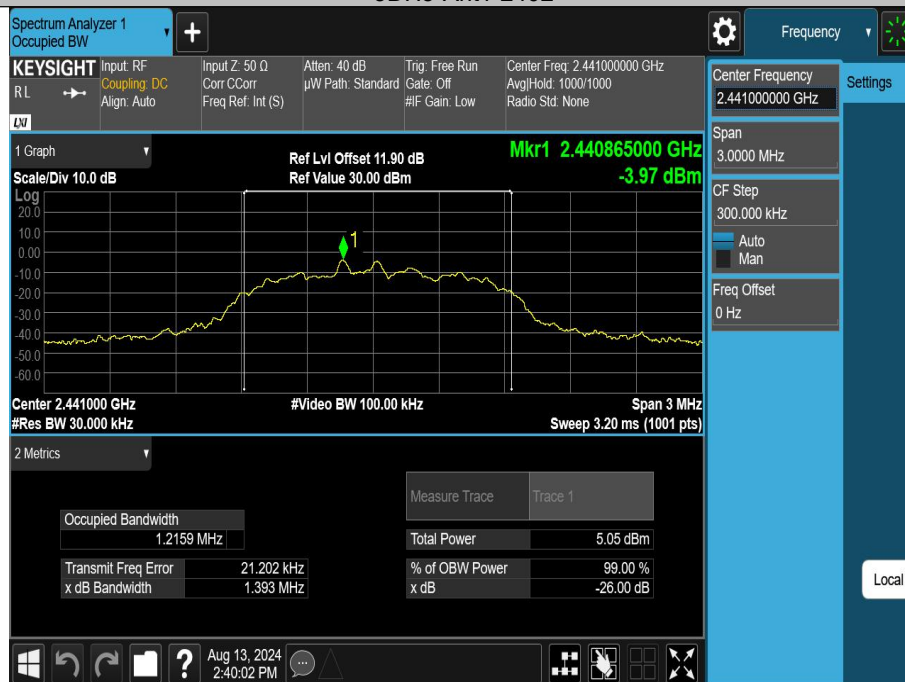 Spectrum Analyzer 1
Occupied BW
Frequency
KEYSIGHT
RL
LXI
Input: RF
Coupling: DC
Align: Auto
Input Z: 50 Ω
Corr CCorr
Freq Ref: Int (S)
Atten: 40 dB
µW Path: Standard
Trig: Free Run
Gate: Off
#IF Gain: Low
Center Freq: 2.441000000 GHz
Avg|Hold: 1000/1000
Radio Std: None
Center Frequency
2.441000000 GHz
Settings
Span
3.0000 MHz
CF Step
300.000 kHz
Auto
Man
Freq Offset
0 Hz
Local
1 Graph
Scale/Div 10.0 dB
Ref Lvl Offset 11.90 dB
Ref Value 30.00 dBm
Mkr1 2.440865000 GHz
-3.97 dBm
Log
20.0
10.0
0.00
-10.0
-20.0
-30.0
-40.0
-50.0
-60.0
1
Center 2.441000 GHz
#Res BW 30.000 kHz
#Video BW 100.00 kHz
Span 3 MHz
Sweep 3.20 ms (1001 pts)
2 Metrics
Measure Trace Trace 1
Occupied Bandwidth
1.2159 MHz
Total Power 5.05 dBm
Transmit Freq Error 21.202 kHz
% of OBW Power 99.00 %
x dB Bandwidth 1.393 MHz
x dB -26.00 dB
?
Aug 13, 2024
2:40:02 PM